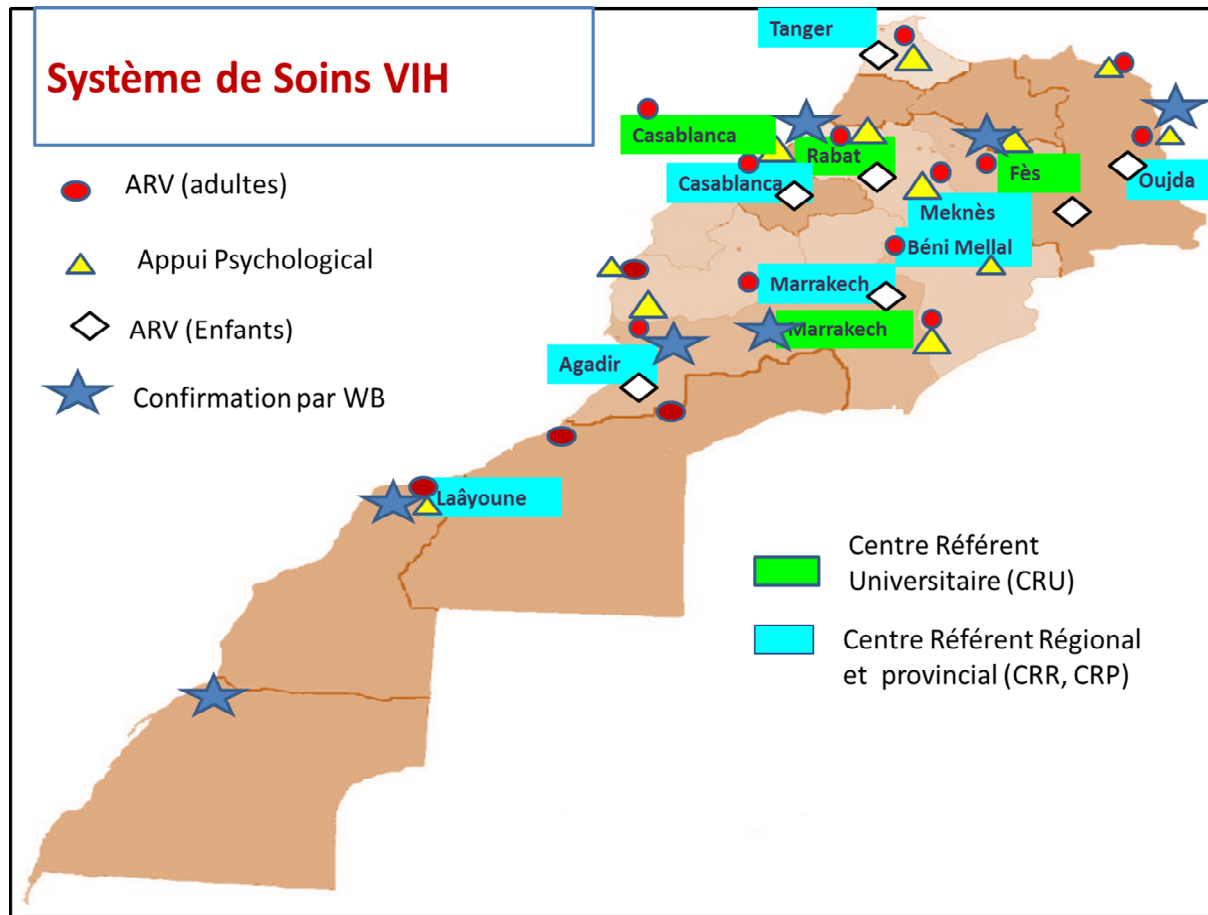 Système de Soins VIH
ARV (adultes)
Appui Psychological
ARV (Enfants)
Confirmation par WB
Tanger
Casablanca
Rabat
Fès
Casablanca
Oujda
Meknès
Béni Mellal
Marrakech
Marrakech
Agadir
Laâyoune
Centre Référent
Universitaire (CRU)
Centre Référent Régional
et provincial (CRR, CRP)